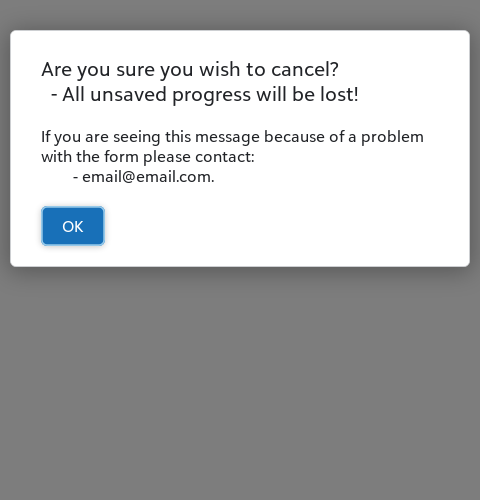 Are you sure you wish to cancel?
- All unsaved progress will be lost!
If you are seeing this message because of a problem
with the form please contact:
- email@email.com.
OK